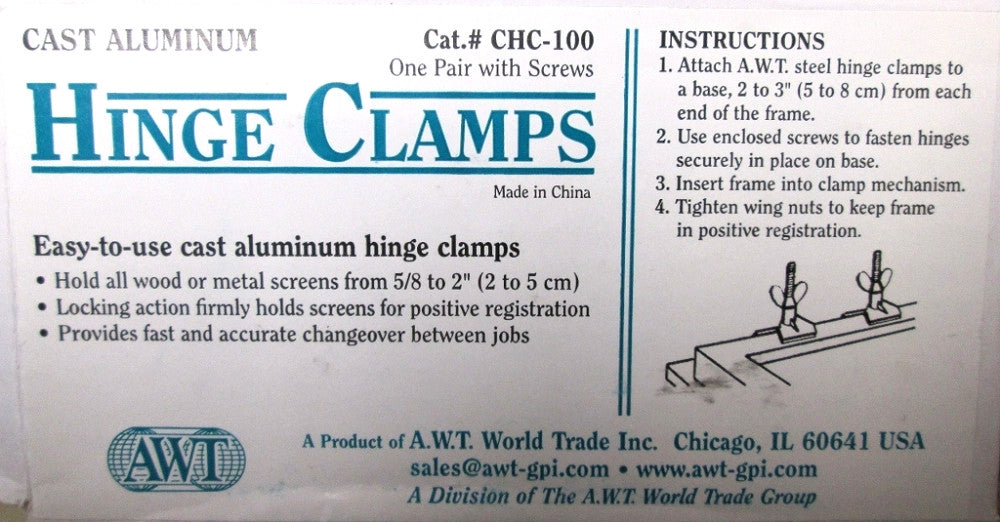 CAST ALUMINUM
Cat.# CHC-100
One Pair with Screws
HINGE CLAMPS
Made in China
Easy-to-use cast aluminum hinge clamps
• Hold all wood or metal screens from 5/8 to 2" (2 to 5 cm)
• Locking action firmly holds screens for positive registration
• Provides fast and accurate changeover between jobs
INSTRUCTIONS
1. Attach A.W.T. steel hinge clamps to
a base, 2 to 3" (5 to 8 cm) from each
end of the frame.
2. Use enclosed screws to fasten hinges
securely in place on base.
3. Insert frame into clamp mechanism.
4. Tighten wing nuts to keep frame
in positive registration.
AWT
A Product of A.W.T. World Trade Inc. Chicago, IL 60641 USA
sales@awt-gpi.com • www.awt-gpi.com
A Division of The A.W.T. World Trade Group